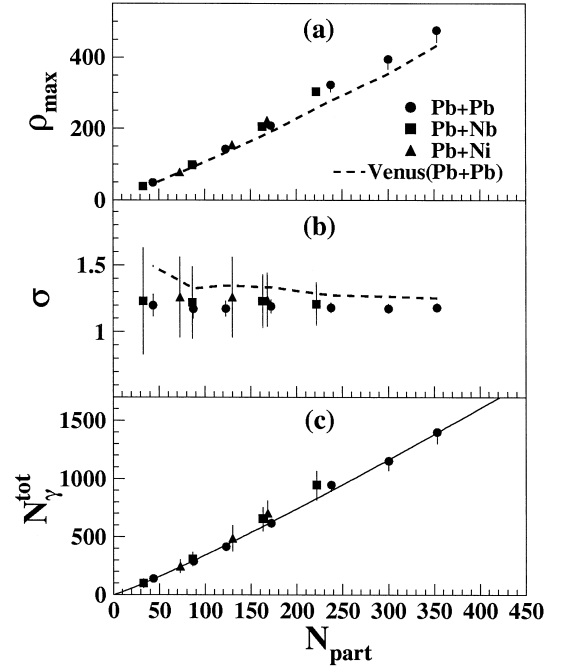 (a)
ρmax
400
200
0
Pb+Pb
Pb+Nb
Pb+Ni
Venus(Pb+Pb)
(b)
σ
1.5
1
(c)
Nγtot
1500
1000
500
0
0 50 100 150 200 250 300 350 400 450
Npart